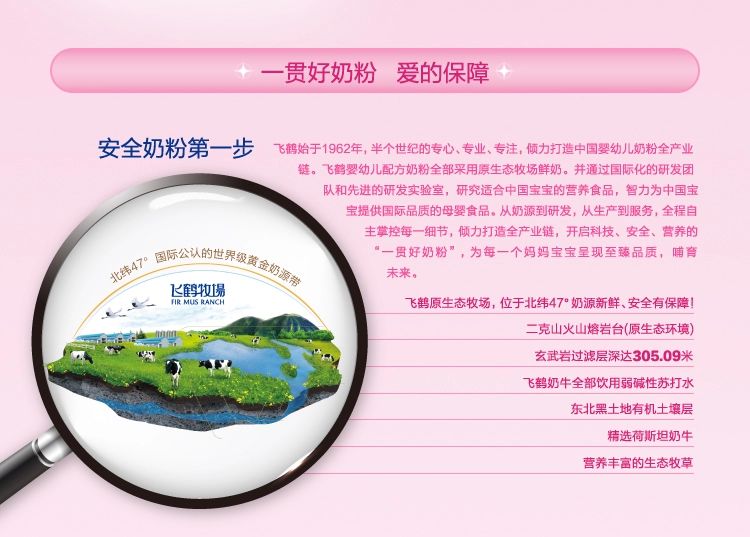 一贯好奶粉 爱的保障
安全奶粉第一步
飞鹤始于1962年，半个世纪的专心、专业、专注，倾力打造中国婴幼儿奶粉全产业
链。飞鹤婴幼儿配方奶粉全部采用原生态牧场鲜奶。并通过国际化的研发团
队和先进的研发实验室，研究适合中国宝宝的营养食品，智力为中国宝
宝提供国际品质的母婴食品。从奶源到研发，从生产到服务，全程自
主掌控每一细节，倾力打造全产业链，开启科技、安全、营养的
“一贯好奶粉”，为每一个妈妈宝宝呈现至臻品质，哺育
未来。
北纬47° 国际公认的世界级黄金奶源带
飞鹤牧场
FIR MUS RANCH
飞鹤原生态牧场，位于北纬47°奶源新鲜、安全有保障！
二克山火山熔岩台(原生态环境)
玄武岩过滤层深达305.09米
飞鹤奶牛全部饮用弱碱性苏打水
东北黑土地有机土壤层
精选荷斯坦奶牛
营养丰富的生态牧草